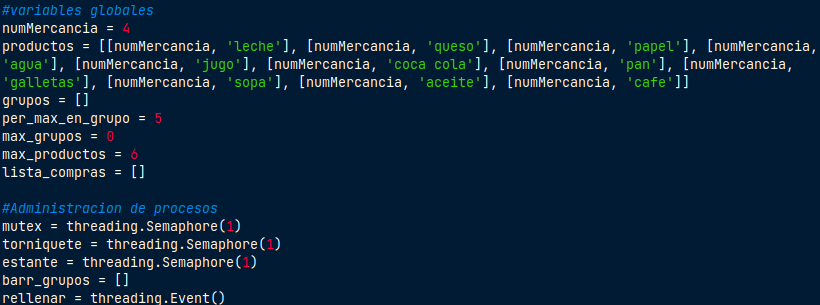 #variables globales
numMercancia = 4
productos = [[numMercancia, 'leche'], [numMercancia, 'queso'], [numMercancia, 'papel'], [numMercancia,
'agua'], [numMercancia, 'jugo'], [numMercancia, 'coca cola'], [numMercancia, 'pan'], [numMercancia,
'galletas'], [numMercancia, 'sopa'], [numMercancia, 'aceite'], [numMercancia, 'cafe']]
grupos = []
per_max_en_grupo = 5
max_grupos = 0
max_productos = 6
lista_compras = []
#Administracion de procesos
mutex = threading.Semaphore(1)
torniquete = threading.Semaphore(1)
estante = threading.Semaphore(1)
barr_grupos = []
rellenar = threading.Event()